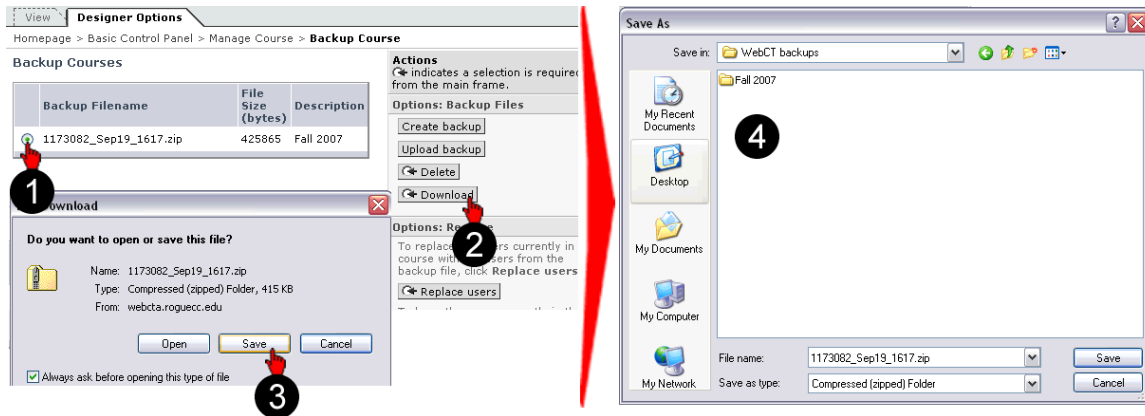 View
Designer Options
Homepage > Basic Control Panel > Manage Course > Backup Course
Backup Courses
Backup Filename
File Size (bytes)
Description
1173082_Sep19_1617.zip
425865
Fall 2007
1
Actions
indicates a selection is required
from the main frame.
Options: Backup Files
Create backup
Upload backup
Delete
Download
2
Options:
To replace
currently in
course
users from the
backup file, click Replace users
Replace users
Download
Do you want to open or save this file?
Name: 1173082_Sep19_1617.zip
Type: Compressed (zipped) Folder, 415 KB
From: webcta.roguecc.edu
Open
Save
Cancel
Always ask before opening this type of file
3
Save As
Save in:
WebCT backups
My Recent
Documents
Desktop
My Documents
My Computer
My Network
Fall 2007
4
File name:
1173082_Sep19_1617.zip
Save
Save as type:
Compressed (zipped) Folder
Cancel